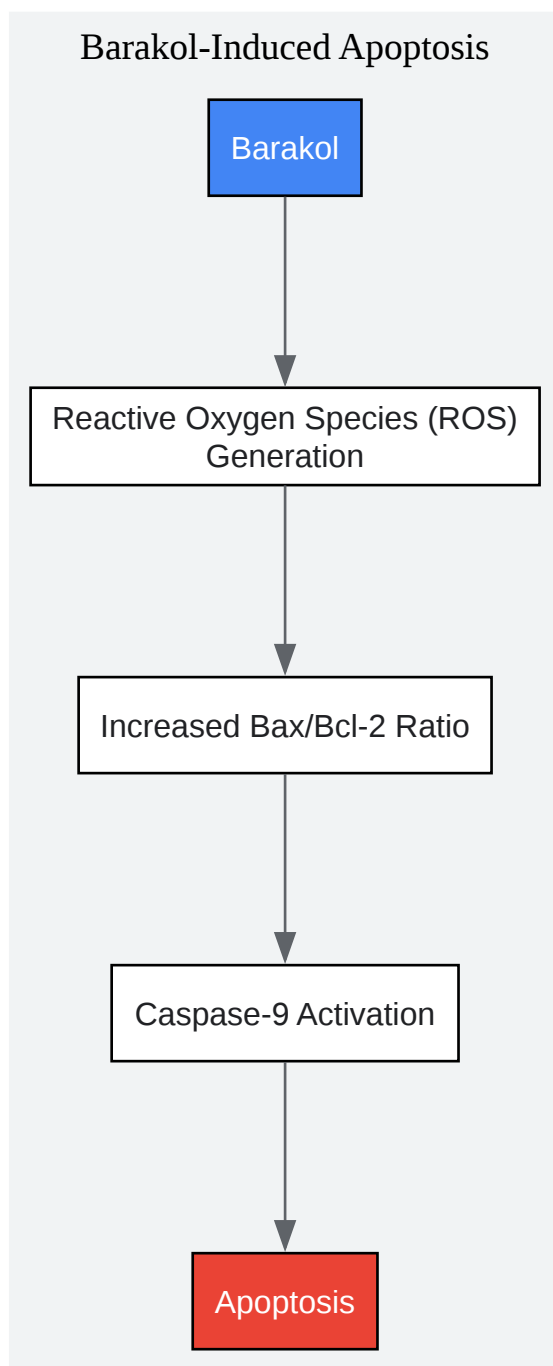 Barakol-Induced Apoptosis
Barakol
Reactive Oxygen Species (ROS)
Generation
Increased Bax/Bcl-2 Ratio
Caspase-9 Activation
Apoptosis